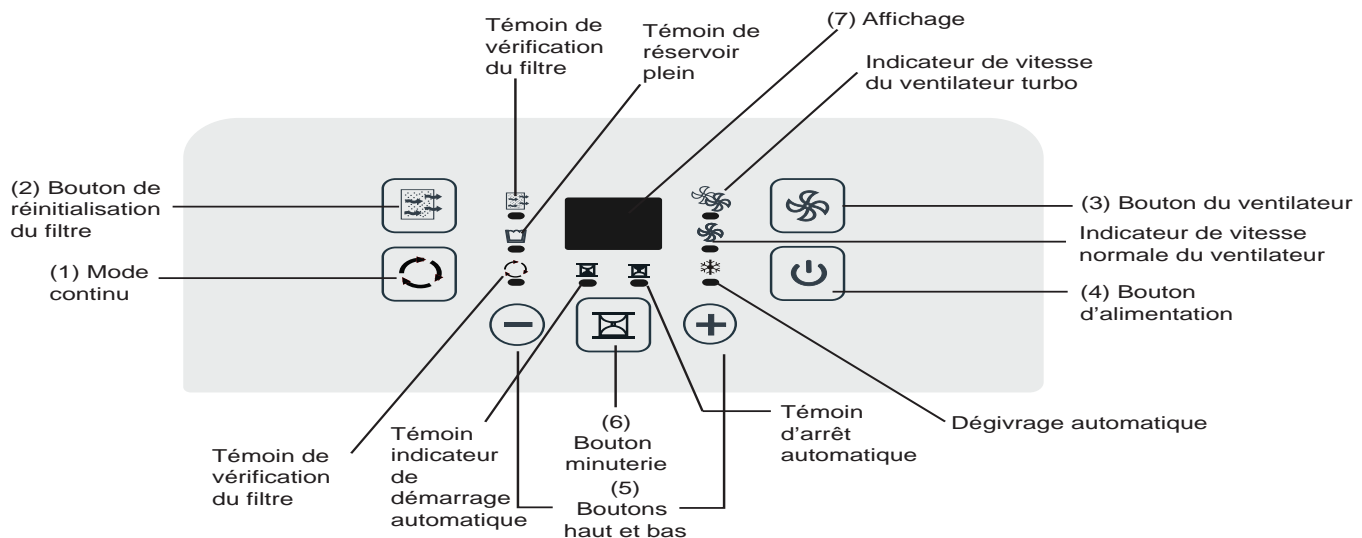 Témoin de
vérification
du filtre
Témoin de
réservoir
plein
(7) Affichage
Indicateur de vitesse
du ventilateur turbo
(2) Bouton de
réinitialisation
du filtre
(1) Mode
continu
(3) Bouton du ventilateur
Indicateur de vitesse
normale du ventilateur
(4) Bouton
d'alimentation
Témoin de
vérification
du filtre
Témoin
indicateur
de
démarrage
automatique
(6)
Bouton
minuterie
(5)
Boutons
haut et bas
Témoin
d'arrêt
automatique
Dégivrage automatique